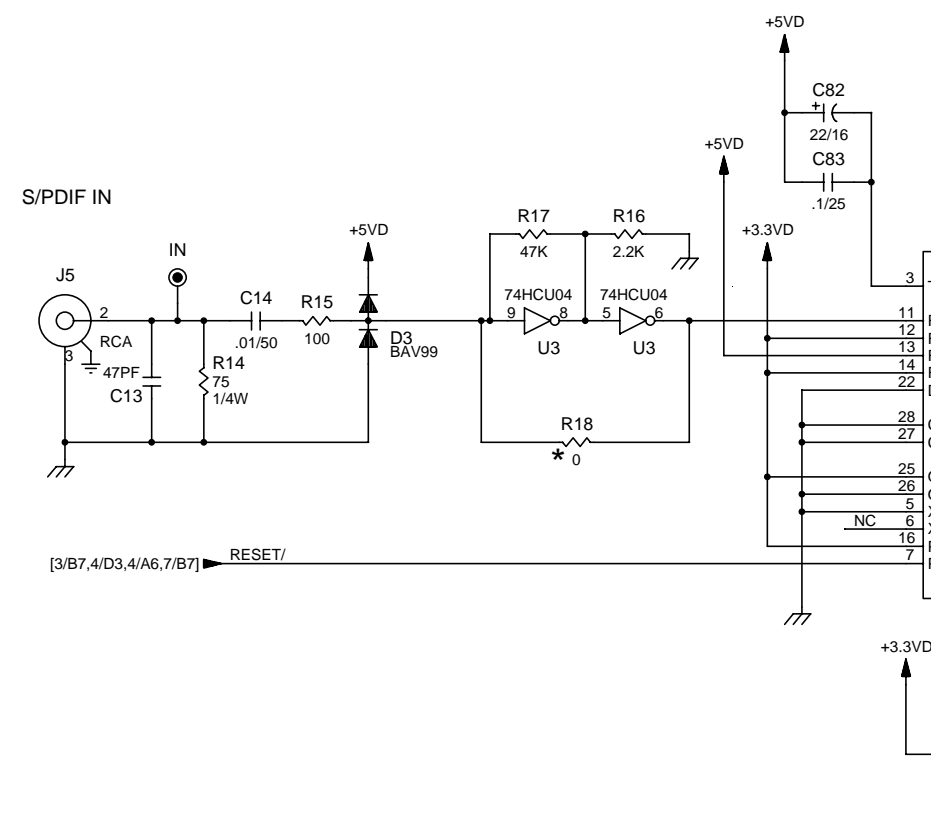 +5VD
C82
+
22/16
C83
.1/25
+5VD
S/PDIF IN
+5VD
R17
47K
R16
2.2K
+3.3VD
IN
J5
2
3
RCA
C14
.01/50
R15
100
74HCU04
9
8
U3
74HCU04
5
6
U3
D3
BAV99
47PF
C13
R14
75
1/4W
R18
* 0
3
11
12
13
14
22
28
27
25
26
5
NC 6
16
7
[3/B7,4/D3,4/A6,7/B7]
RESET/
+3.3VD